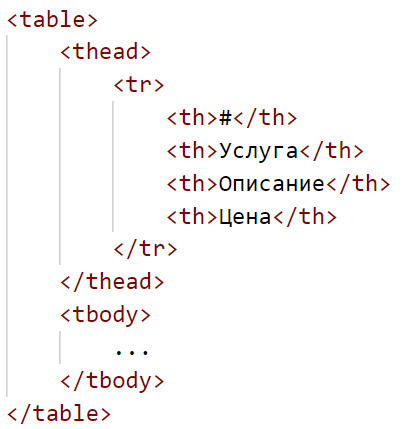 <table>
    <thead>
        <tr>
            <th>#</th>
            <th>Услуга</th>
            <th>Описание</th>
            <th>Цена</th>
        </tr>
    </thead>
    <tbody>
        ...
    </tbody>
</table>